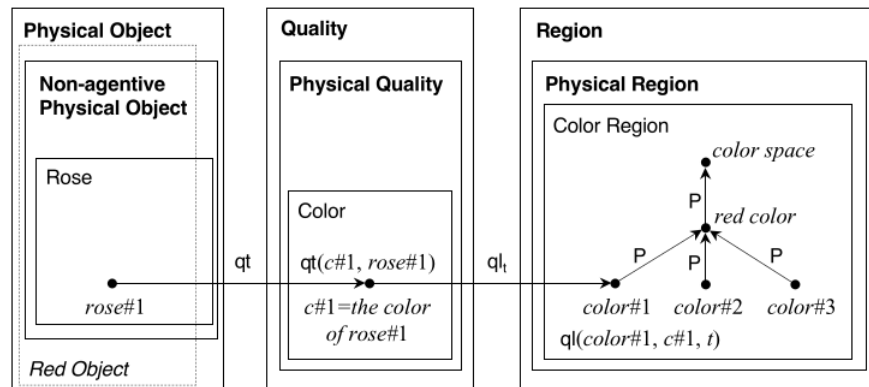 Physical Object
Non-agentive
Physical Object
Rose
rose#1
Red Object
qt
Quality
Physical Quality
Color
qt(c#1, rose#1)
c#1=the color
of rose#1
qlt
Region
Physical Region
Color Region
color space
P
red color
P
P
P
color#1 color#2 color#3
ql(color#1, c#1, t)